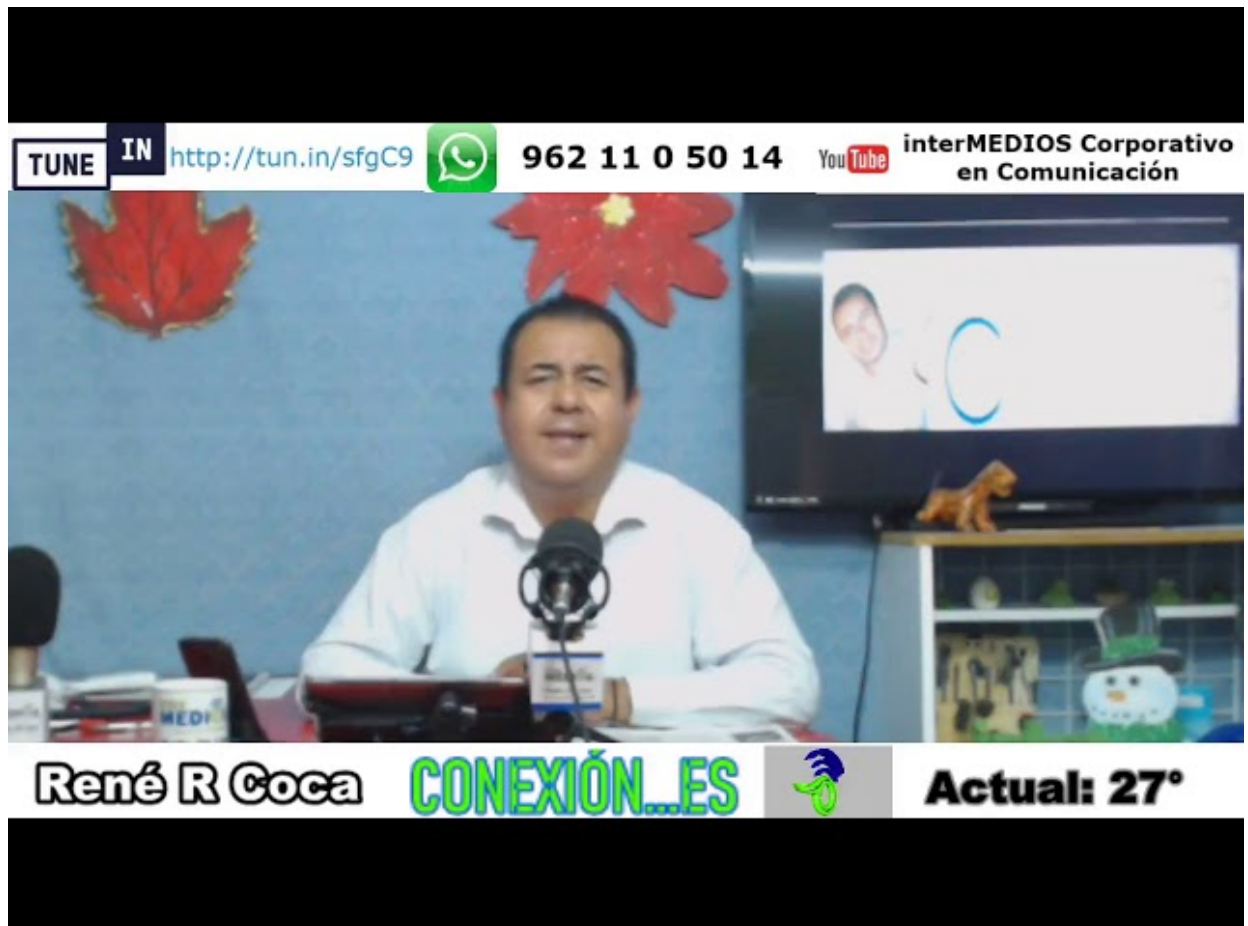 TUNE IN
http://tun.in/sfgC9
962 11 0 50 14
YouTube
interMEDIOS Corporativo
en Comunicación
MEDI
René R Coca
CONEXIÓN...ES
Actual: 27°